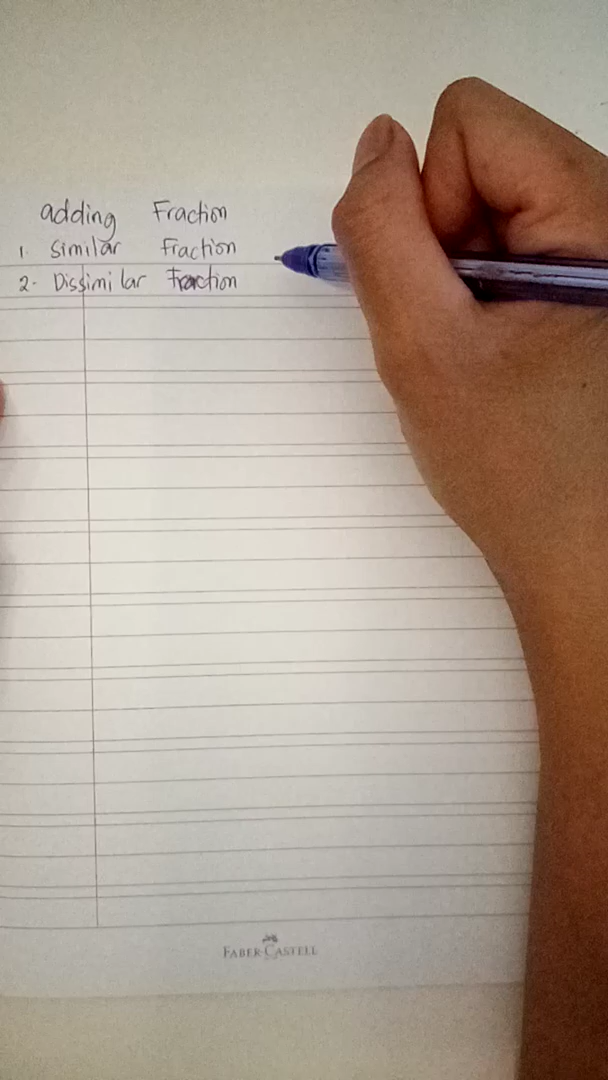 adding Fraction
1. Similar Fraction
2. Dissimilar Fraction
FABER-CASTELL